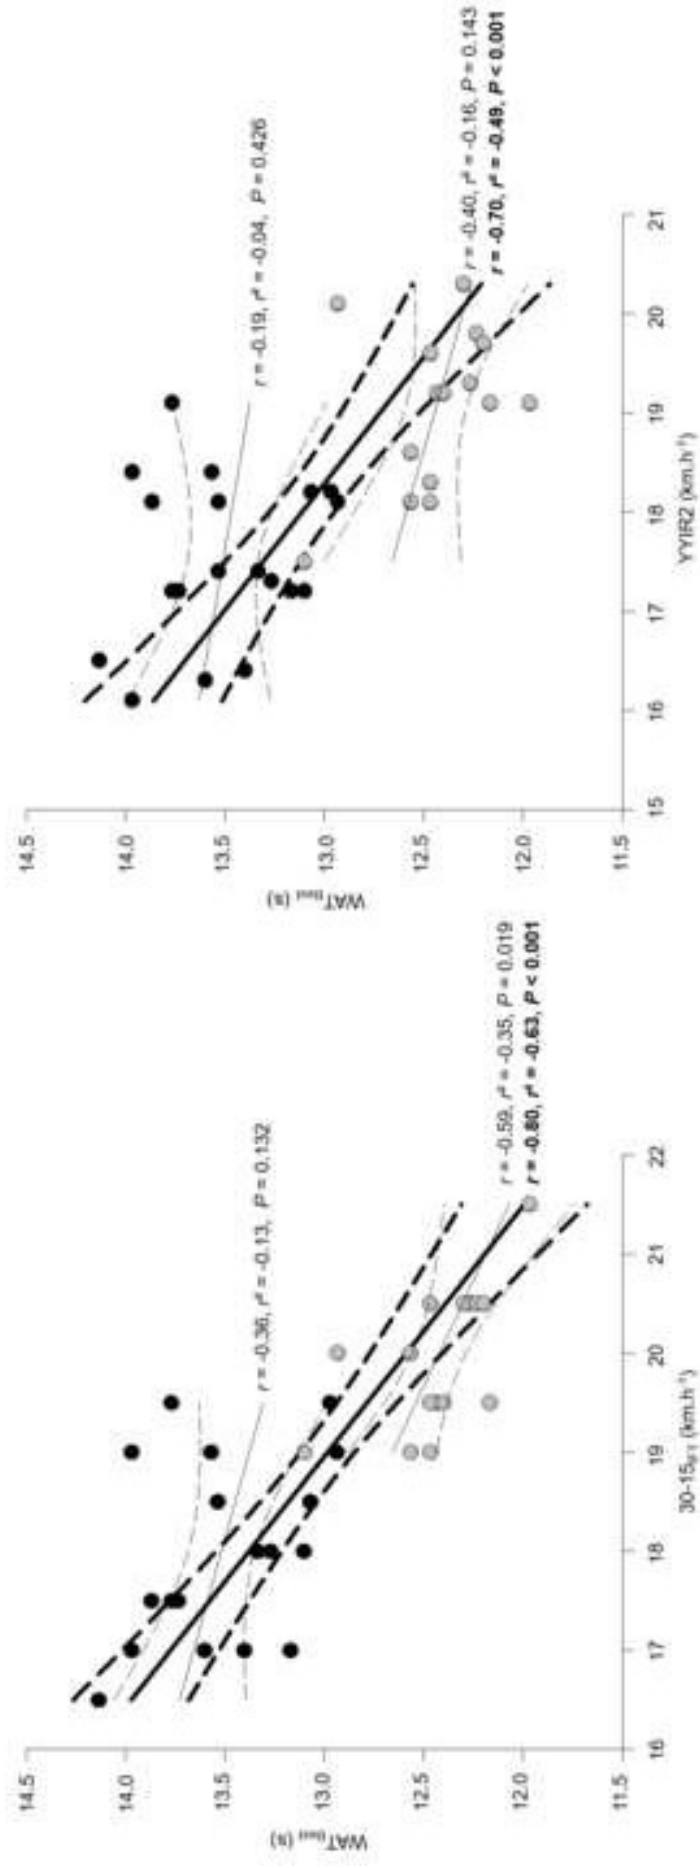 14.5
14.0
13.5
13.0
12.5
12.0
11.5
WAT Best (s)
r = -0.36, r² = -0.13, P = 0.132
r = -0.59, r² = -0.35, P = 0.019
r = -0.80, r² = -0.63, P < 0.001
16 17 18 19 20 21 22
30-15IFT (km.h-1)
14.5
14.0
13.5
13.0
12.5
12.0
11.5
WAT Best (s)
r = -0.19, r² = -0.04, P = 0.426
r = -0.40, r² = -0.16, P = 0.143
r = -0.70, r² = -0.49, P < 0.001
15 16 17 18 19 20 21
YYIR2 (km.h-1)